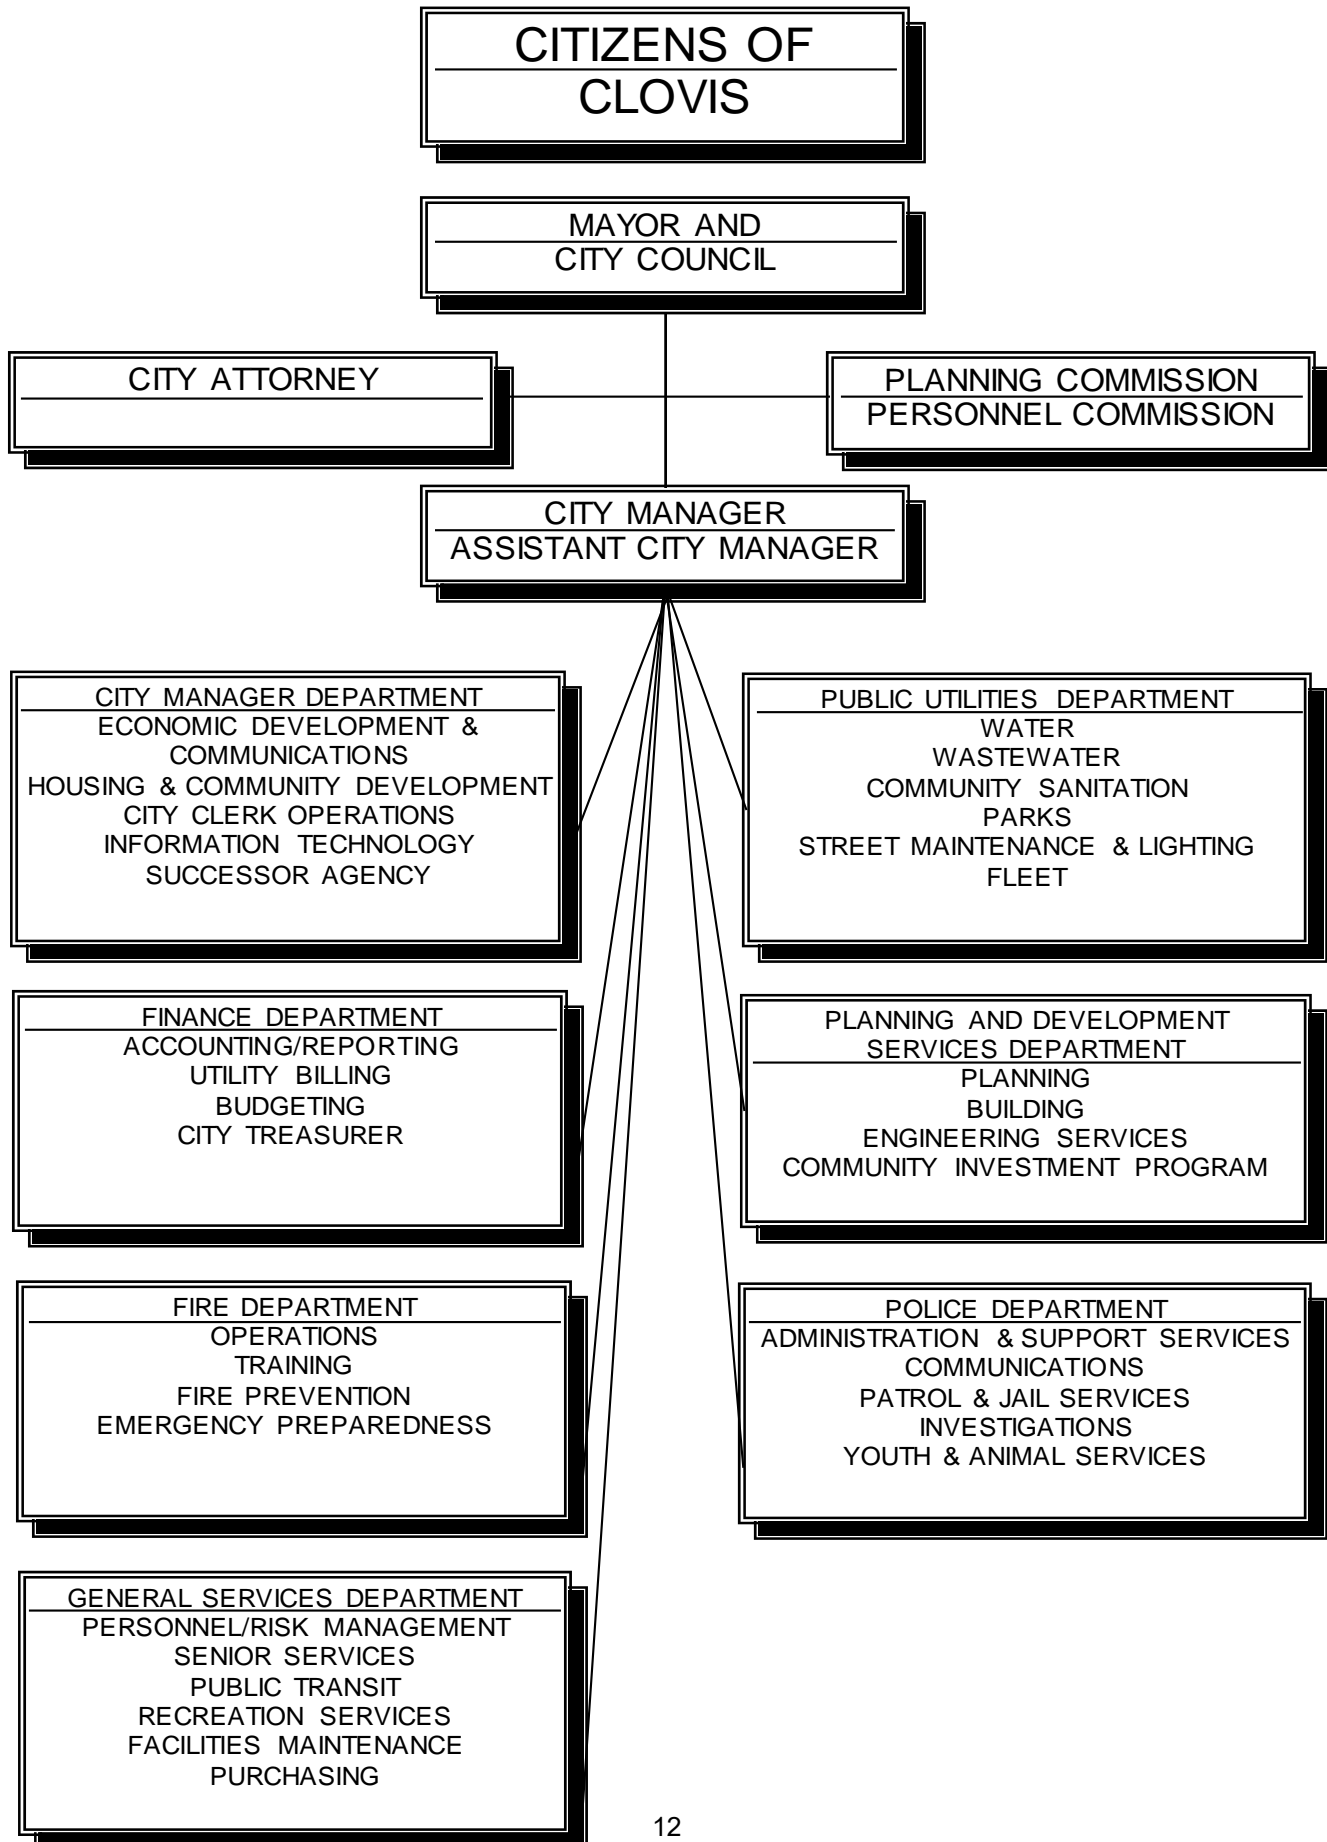 CITIZENS OF
CLOVIS
MAYOR AND
CITY COUNCIL
CITY ATTORNEY
PLANNING COMMISSION
PERSONNEL COMMISSION
CITY MANAGER
ASSISTANT CITY MANAGER
CITY MANAGER DEPARTMENT
ECONOMIC DEVELOPMENT &
COMMUNICATIONS
HOUSING & COMMUNITY DEVELOPMENT
CITY CLERK OPERATIONS
INFORMATION TECHNOLOGY
SUCCESSOR AGENCY
PUBLIC UTILITIES DEPARTMENT
WATER
WASTEWATER
COMMUNITY SANITATION
PARKS
STREET MAINTENANCE & LIGHTING
FLEET
FINANCE DEPARTMENT
ACCOUNTING/REPORTING
UTILITY BILLING
BUDGETING
CITY TREASURER
PLANNING AND DEVELOPMENT
SERVICES DEPARTMENT
PLANNING
BUILDING
ENGINEERING SERVICES
COMMUNITY INVESTMENT PROGRAM
FIRE DEPARTMENT
OPERATIONS
TRAINING
FIRE PREVENTION
EMERGENCY PREPAREDNESS
POLICE DEPARTMENT
ADMINISTRATION & SUPPORT SERVICES
COMMUNICATIONS
PATROL & JAIL SERVICES
INVESTIGATIONS
YOUTH & ANIMAL SERVICES
GENERAL SERVICES DEPARTMENT
PERSONNEL/RISK MANAGEMENT
SENIOR SERVICES
PUBLIC TRANSIT
RECREATION SERVICES
FACILITIES MAINTENANCE
PURCHASING
12